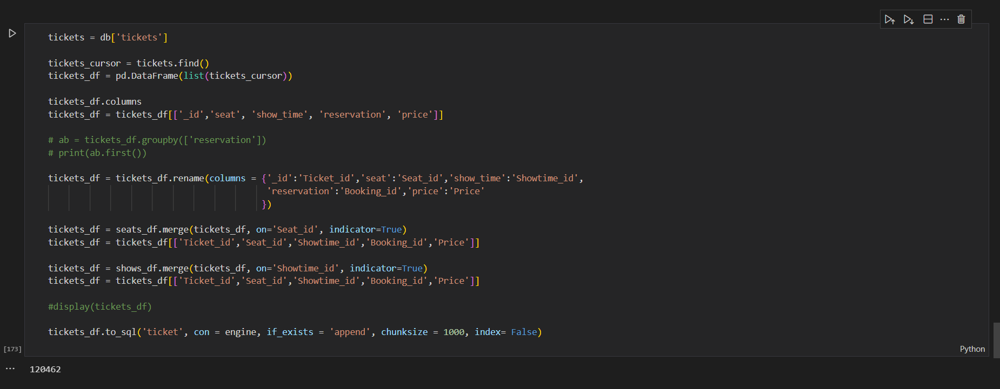 tickets = db['tickets']
tickets_cursor = tickets.find()
tickets_df = pd.DataFrame(list(tickets_cursor))
tickets_df.columns
tickets_df = tickets_df[['_id','seat', 'show_time', 'reservation', 'price']]
# ab = tickets_df.groupby(['reservation'])
# print(ab.first())
tickets_df = tickets_df.rename(columns = {'_id':'Ticket_id','seat':'Seat_id','show_time':'Showtime_id',
'reservation':'Booking_id','price':'Price'
})
tickets_df = seats_df.merge(tickets_df, on='Seat_id', indicator=True)
tickets_df = tickets_df[['Ticket_id','Seat_id','Showtime_id','Booking_id','Price']]
tickets_df = shows_df.merge(tickets_df, on='Showtime_id', indicator=True)
tickets_df = tickets_df[['Ticket_id','Seat_id','Showtime_id','Booking_id','Price']]
#display(tickets_df)
tickets_df.to_sql('ticket', con = engine, if_exists = 'append', chunksize = 1000, index= False)
[173]
Python
120462